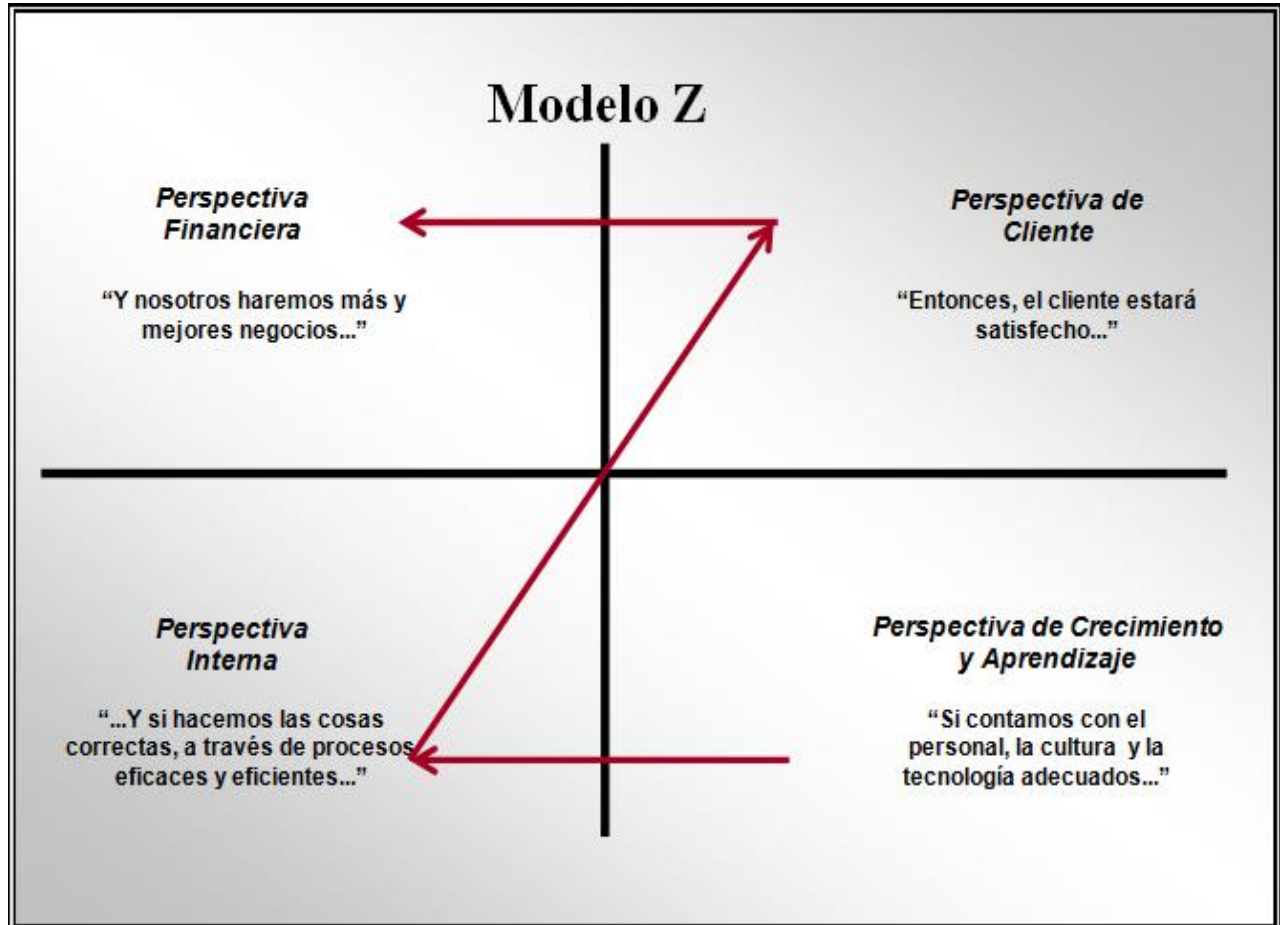 Modelo Z
Perspectiva
Financiera
“Y nosotros haremos más y
mejores negocios...”
Perspectiva de
Cliente
“Entonces, el cliente estará
satisfecho...”
Perspectiva
Interna
“...Y si hacemos las cosas
correctas, a través de procesos
eficaces y eficientes...”
Perspectiva de Crecimiento
y Aprendizaje
“Si contamos con el
personal, la cultura y la
tecnología adecuados...”